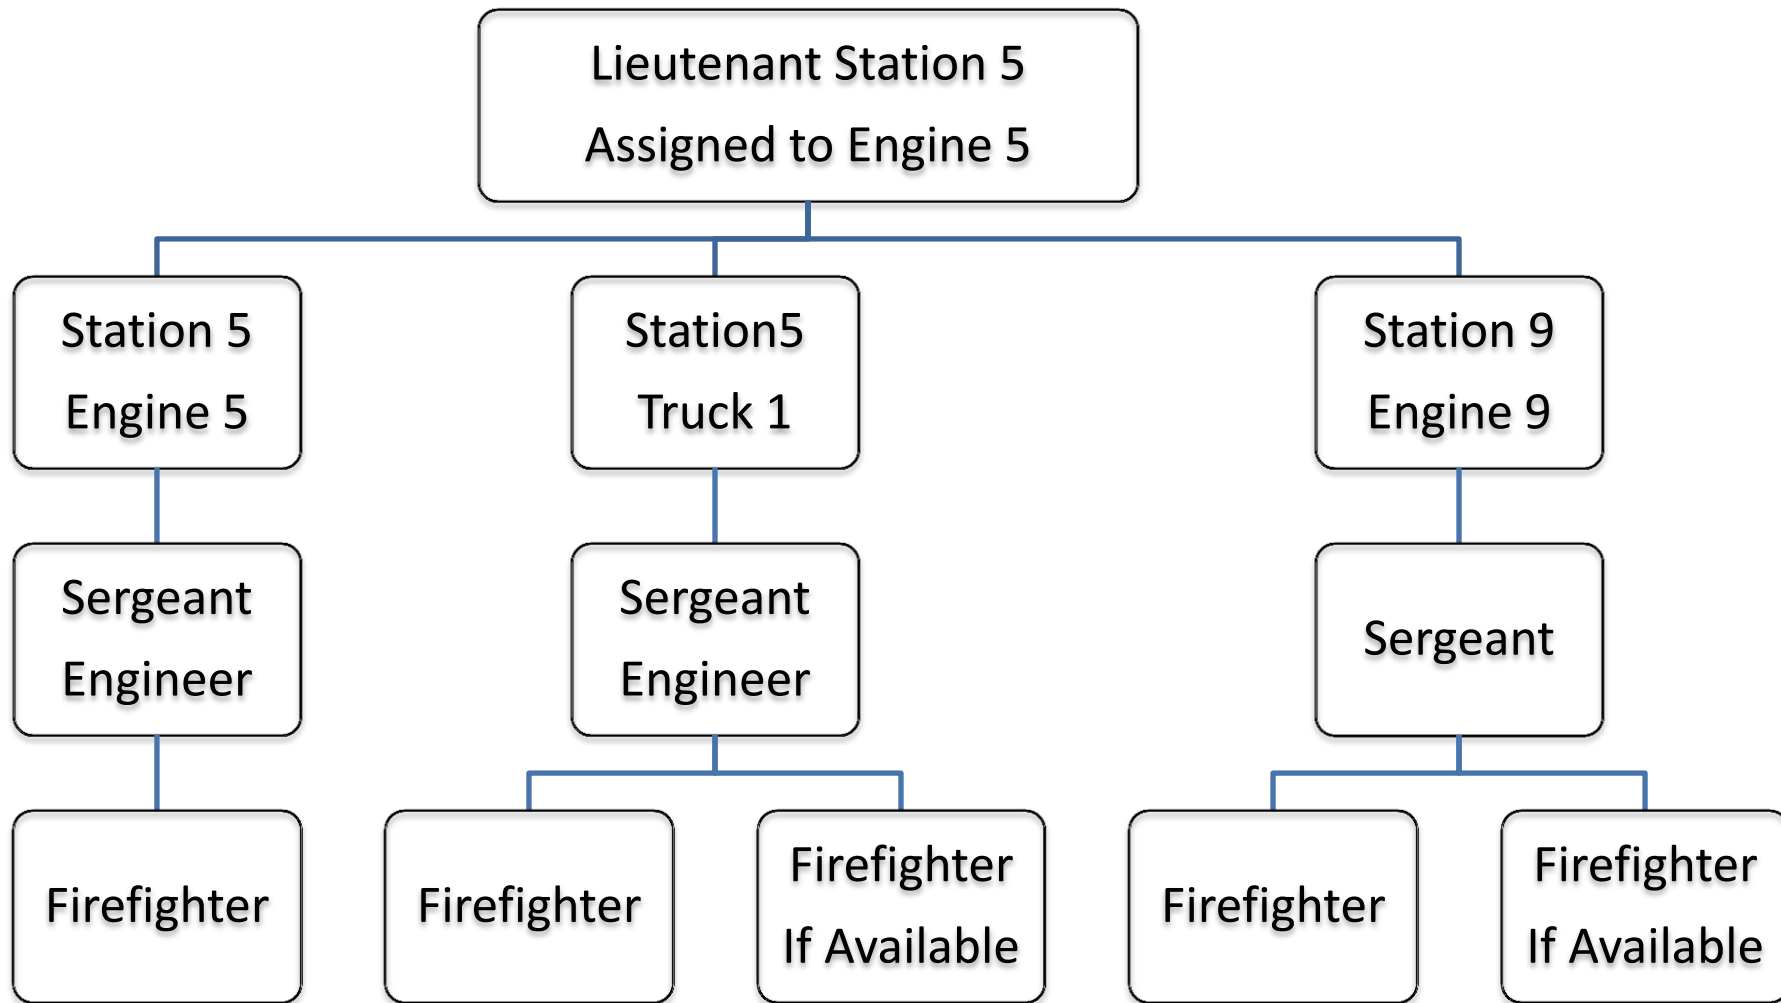 Lieutenant Station 5
Assigned to Engine 5
Station 5
Engine 5
Station5
Truck 1
Station 9
Engine 9
Sergeant
Engineer
Sergeant
Engineer
Sergeant
Firefighter
Firefighter
Firefighter
If Available
Firefighter
Firefighter
If Available